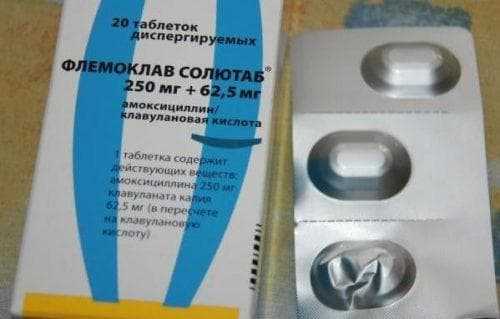 20 таблеток
диспергируемых
ФЛЕМОКЛАВ СОЛЮТАБ®
250 мг + 62,5 мг
амоксициллин/
клавулановая кислота
1 таблетка содержит
действующих веществ:
амоксициллина 250 мг
клавуланата калия
62,5 мг (в пересчете
на клавулановую
кислоту)